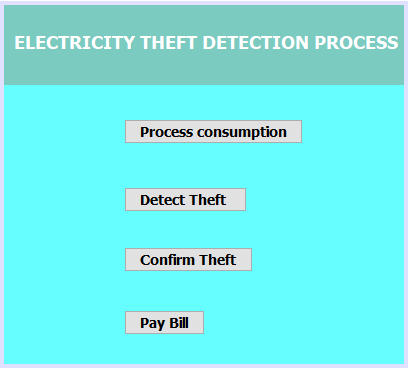 ELECTRICITY THEFT DETECTION PROCESS
Process consumption
Detect Theft
Confirm Theft
Pay Bill